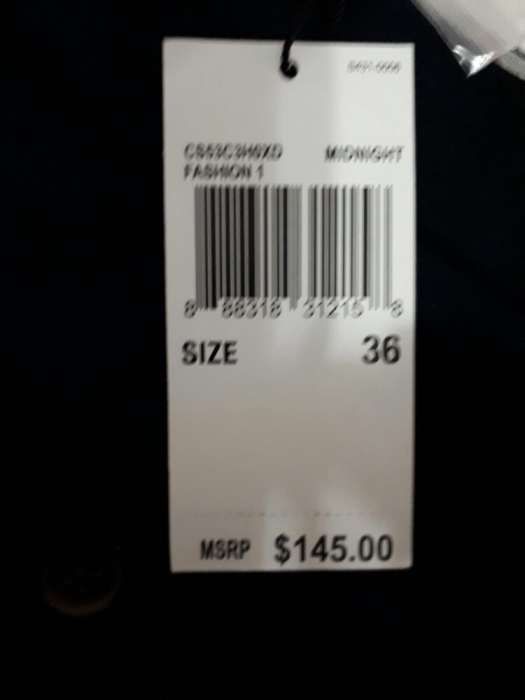 CS53C3H6XD MIDNIGHT
FASHION 1
8 88318 31215 8
SIZE 36
MSRP $145.00